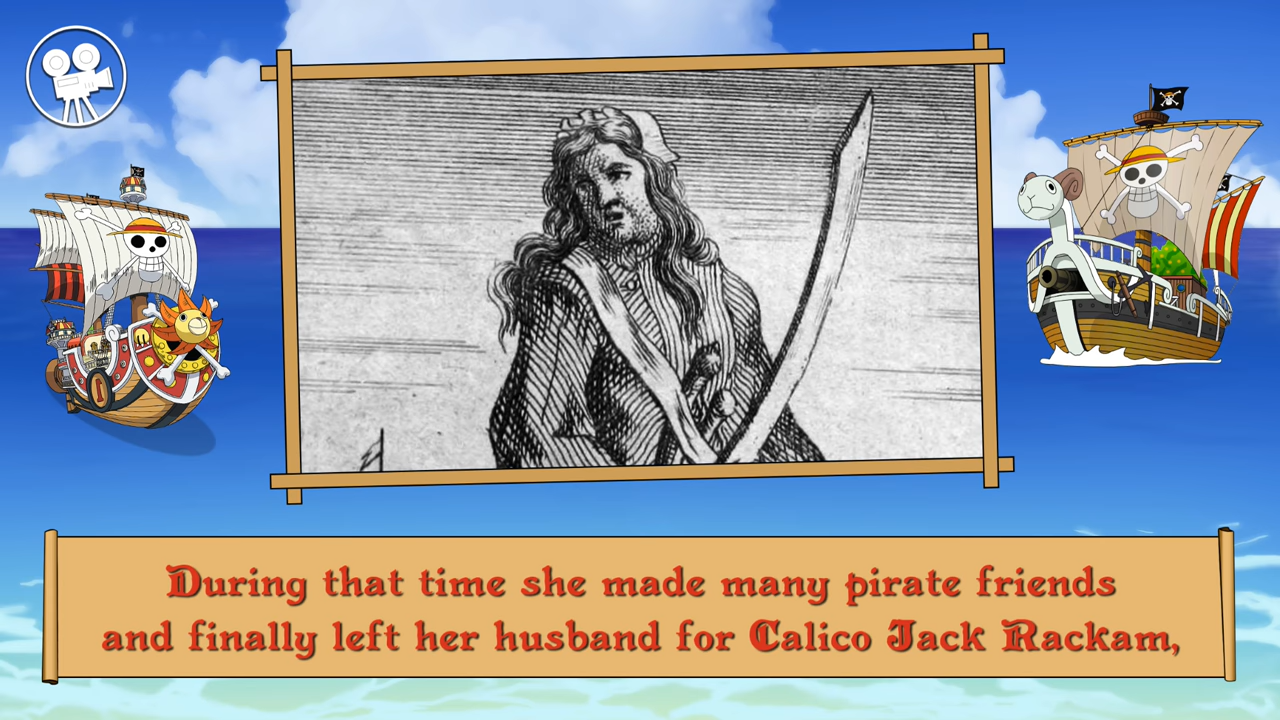 During that time she made many pirate friends
and finally left her husband for Calico Jack Rackam,